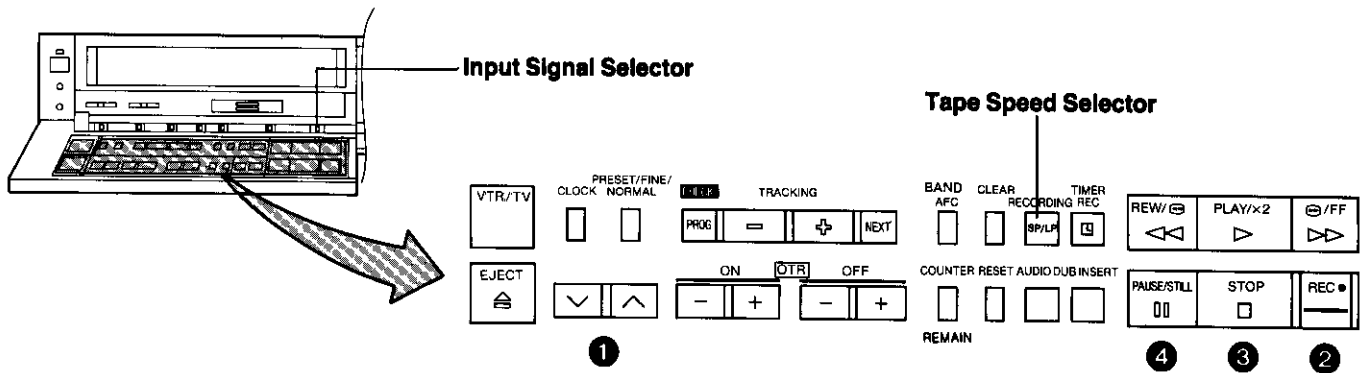 Input Signal Selector
Tape Speed Selector
VTR/TV
CLOCK
PRESET/FINE/
NORMAL
TRACKING
PROG
NEXT
BAND
AFC
CLEAR
RECORDING
SP/LP
TIMER
REC
REW/
PLAY/×2
/FF
EJECT
ON
OTR
OFF
- + - +
COUNTER RESET AUDIO DUB INSERT
REMAIN
PAUSE/STILL
STOP
REC
1
4
3
2